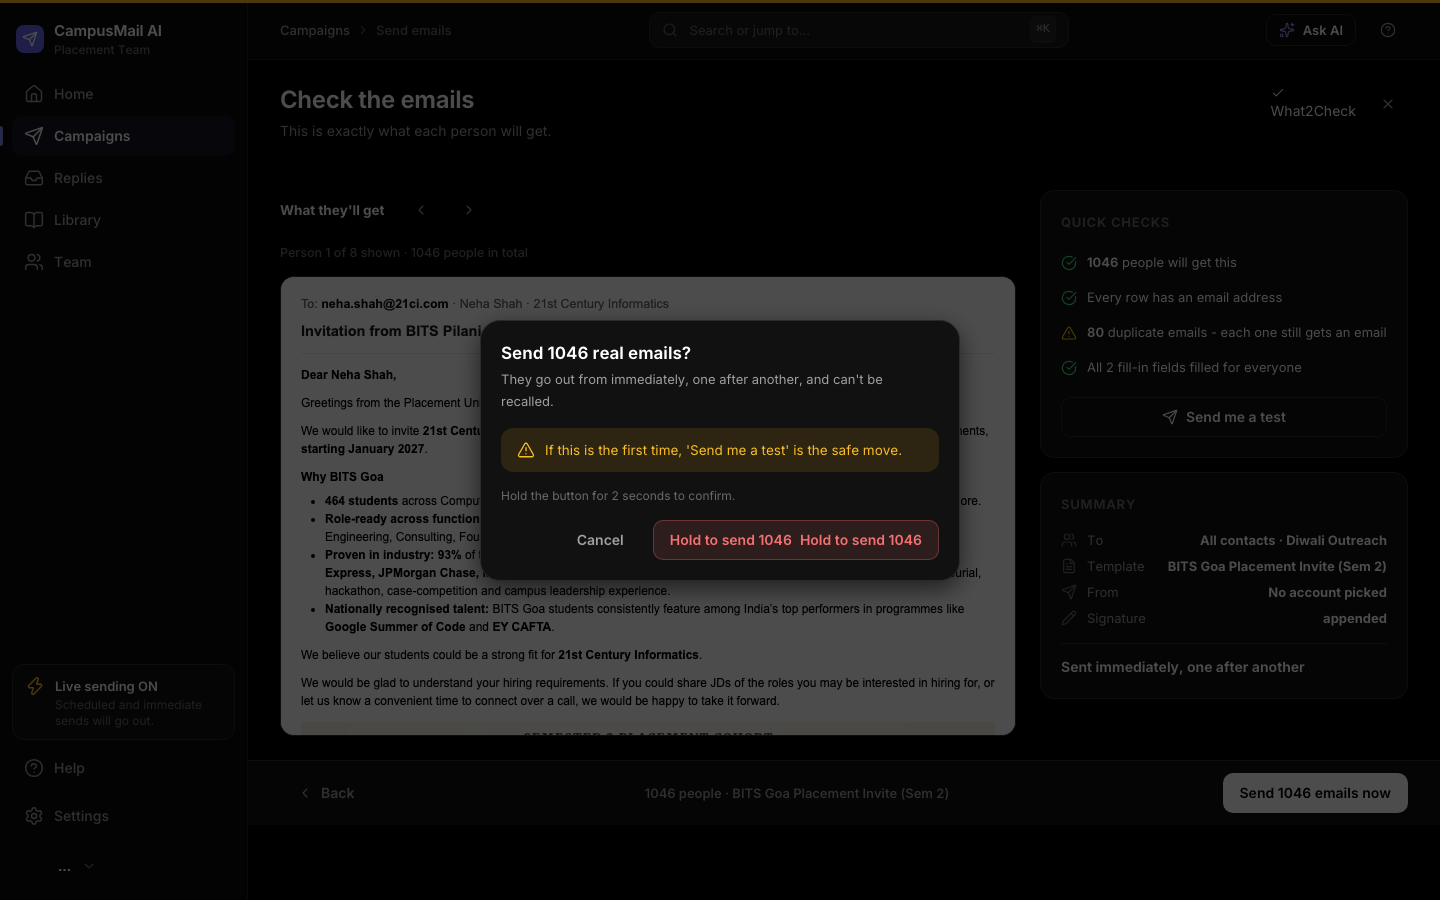 CampusMail AI
Placement Team
Home
Campaigns
Replies
Library
Team
Live sending ON
Scheduled and immediate
sends will go out.
Help
Settings
...
Campaigns > Send emails
Search or jump to...
⌘K
Ask AI
Check the emails
This is exactly what each person will get.
What2Check
What they'll get
Person 1 of 8 shown · 1046 people in total
To: neha.shah@21ci.com · Neha Shah · 21st Century Informatics
Invitation from BITS Pilani
Dear Neha Shah,
Greetings from the Placement Un
We would like to invite 21st Centu
nents,
starting January 2027.
Why BITS Goa
464 students across Compu
ore.
Role-ready across function
Engineering, Consulting, Fou
Proven in industry: 93% of
Express, JPMorgan Chase,
urial,
hackathon, case-competition and campus leadership experience.
Nationally recognised talent: BITS Goa students consistently feature among India's top performers in programmes like
Google Summer of Code and EY CAFTA.
We believe our students could be a strong fit for 21st Century Informatics.
We would be glad to understand your hiring requirements. If you could share JDs of the roles you may be interested in hiring for, or
let us know a convenient time to connect over a call, we would be happy to take it forward.
SEMESTER 2 PLACEMENT COHORT
Send 1046 real emails?
They go out from immediately, one after another, and can't be
recalled.
If this is the first time, 'Send me a test' is the safe move.
Hold the button for 2 seconds to confirm.
Cancel
Hold to send 1046 Hold to send 1046
QUICK CHECKS
1046 people will get this
Every row has an email address
80 duplicate emails - each one still gets an email
All 2 fill-in fields filled for everyone
Send me a test
SUMMARY
To All contacts · Diwali Outreach
Template BITS Goa Placement Invite (Sem 2)
From No account picked
Signature appended
Sent immediately, one after another
Back
1046 people · BITS Goa Placement Invite (Sem 2)
Send 1046 emails now